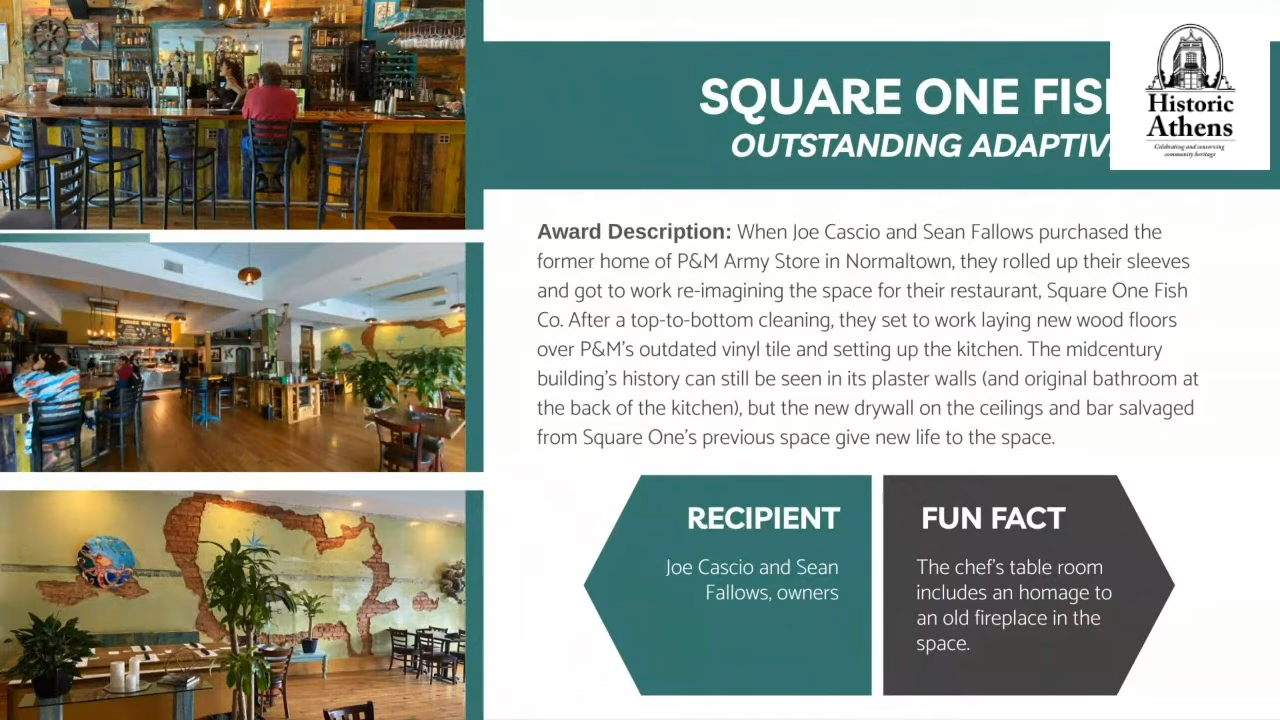 SQUARE ONE FIS
OUTSTANDING ADAPTIV
Historic
Athens
Celebrating and conserving
community heritage
Award Description: When Joe Cascio and Sean Fallows purchased the
former home of P&M Army Store in Normaltown, they rolled up their sleeves
and got to work re-imagining the space for their restaurant, Square One Fish
Co. After a top-to-bottom cleaning, they set to work laying new wood floors
over P&M's outdated vinyl tile and setting up the kitchen. The midcentury
building's history can still be seen in its plaster walls (and original bathroom at
the back of the kitchen), but the new drywall on the ceilings and bar salvaged
from Square One's previous space give new life to the space.
RECIPIENT
Joe Cascio and Sean
Fallows, owners
FUN FACT
The chef's table room
includes an homage to
an old fireplace in the
space.